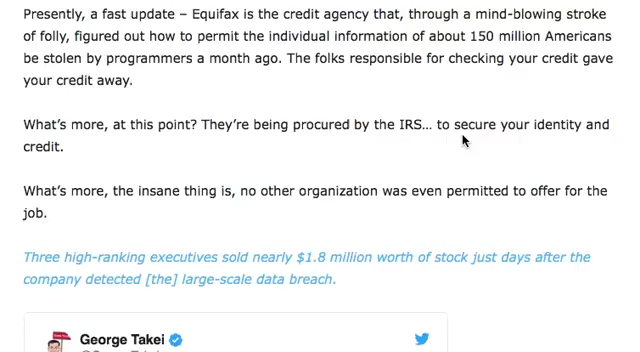 Presently, a fast update – Equifax is the credit agency that, through a mind-blowing stroke
of folly, figured out how to permit the individual information of about 150 million Americans
be stolen by programmers a month ago. The folks responsible for checking your credit gave
your credit away.
What's more, at this point? They're being procured by the IRS... to secure your identity and
credit.
What's more, the insane thing is, no other organization was even permitted to offer for the
job.
Three high-ranking executives sold nearly $1.8 million worth of stock just days after the
company detected [the] large-scale data breach.
George Takei